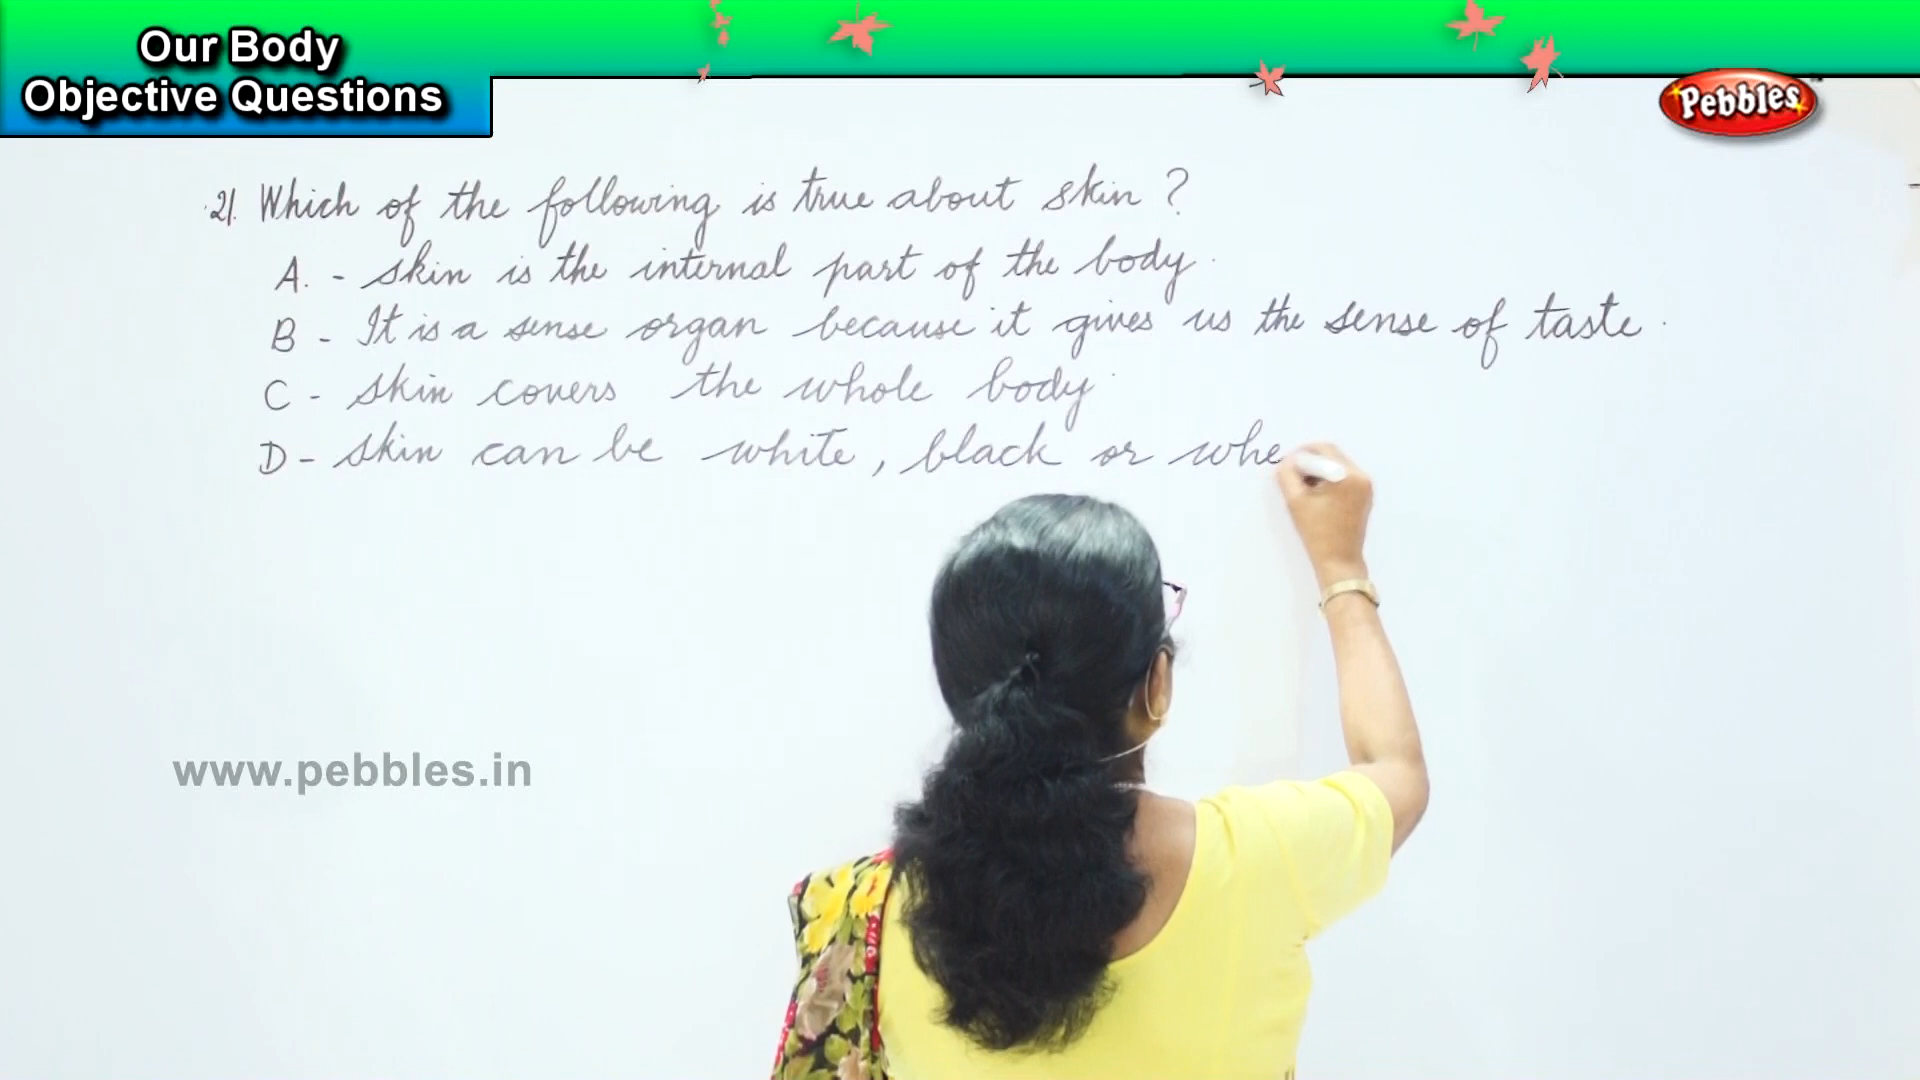 Our Body
Objective Questions
Pebbles
21. Which of the following is true about skin ?
A. - skin is the internal part of the body.
B - It is a sense organ because it gives us the sense of taste.
C - skin covers the whole body.
D - skin can be white, black or whe
www.pebbles.in